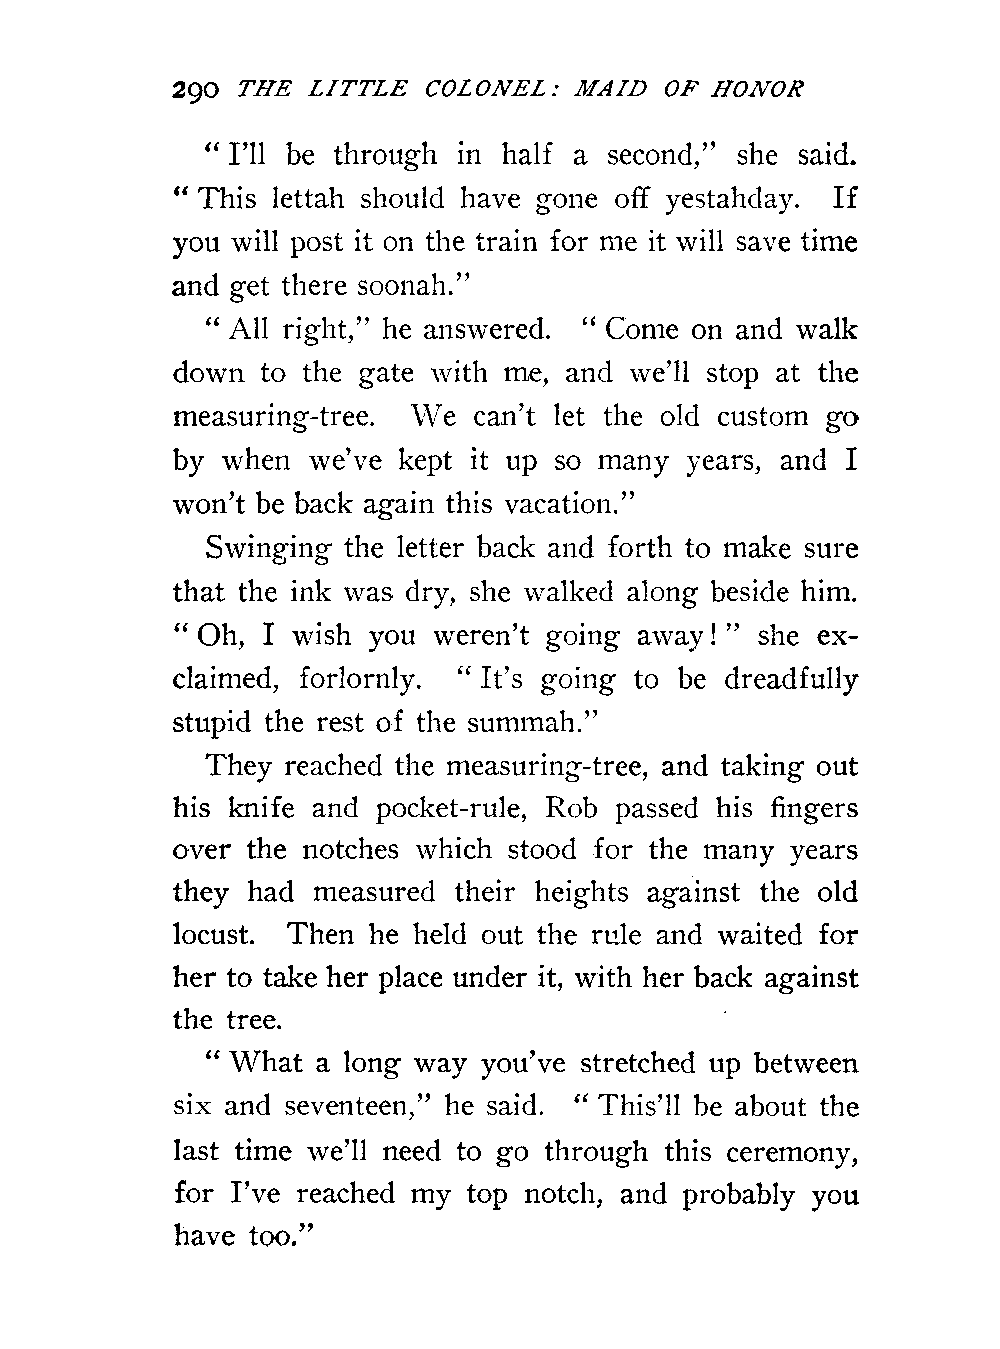 290 THE LITTLE COLONEL: MAID OF HONOR
" I'll be through in half a second," she said.
" This lettah should have gone off yestahday. If
you will post it on the train for me it will save time
and get there soonah."
" All right," he answered. " Come on and walk
down to the gate with me, and we'll stop at the
measuring-tree. We can't let the old custom go
by when we've kept it up so many years, and I
won't be back again this vacation."
Swinging the letter back and forth to make sure
that the ink was dry, she walked along beside him.
" Oh, I wish you weren't going away! " she ex-
claimed, forlornly. " It's going to be dreadfully
stupid the rest of the summah."
They reached the measuring-tree, and taking out
his knife and pocket-rule, Rob passed his fingers
over the notches which stood for the many years
they had measured their heights against the old
locust. Then he held out the rule and waited for
her to take her place under it, with her back against
the tree.
" What a long way you've stretched up between
six and seventeen," he said. " This'll be about the
last time we'll need to go through this ceremony,
for I've reached my top notch, and probably you
have too."